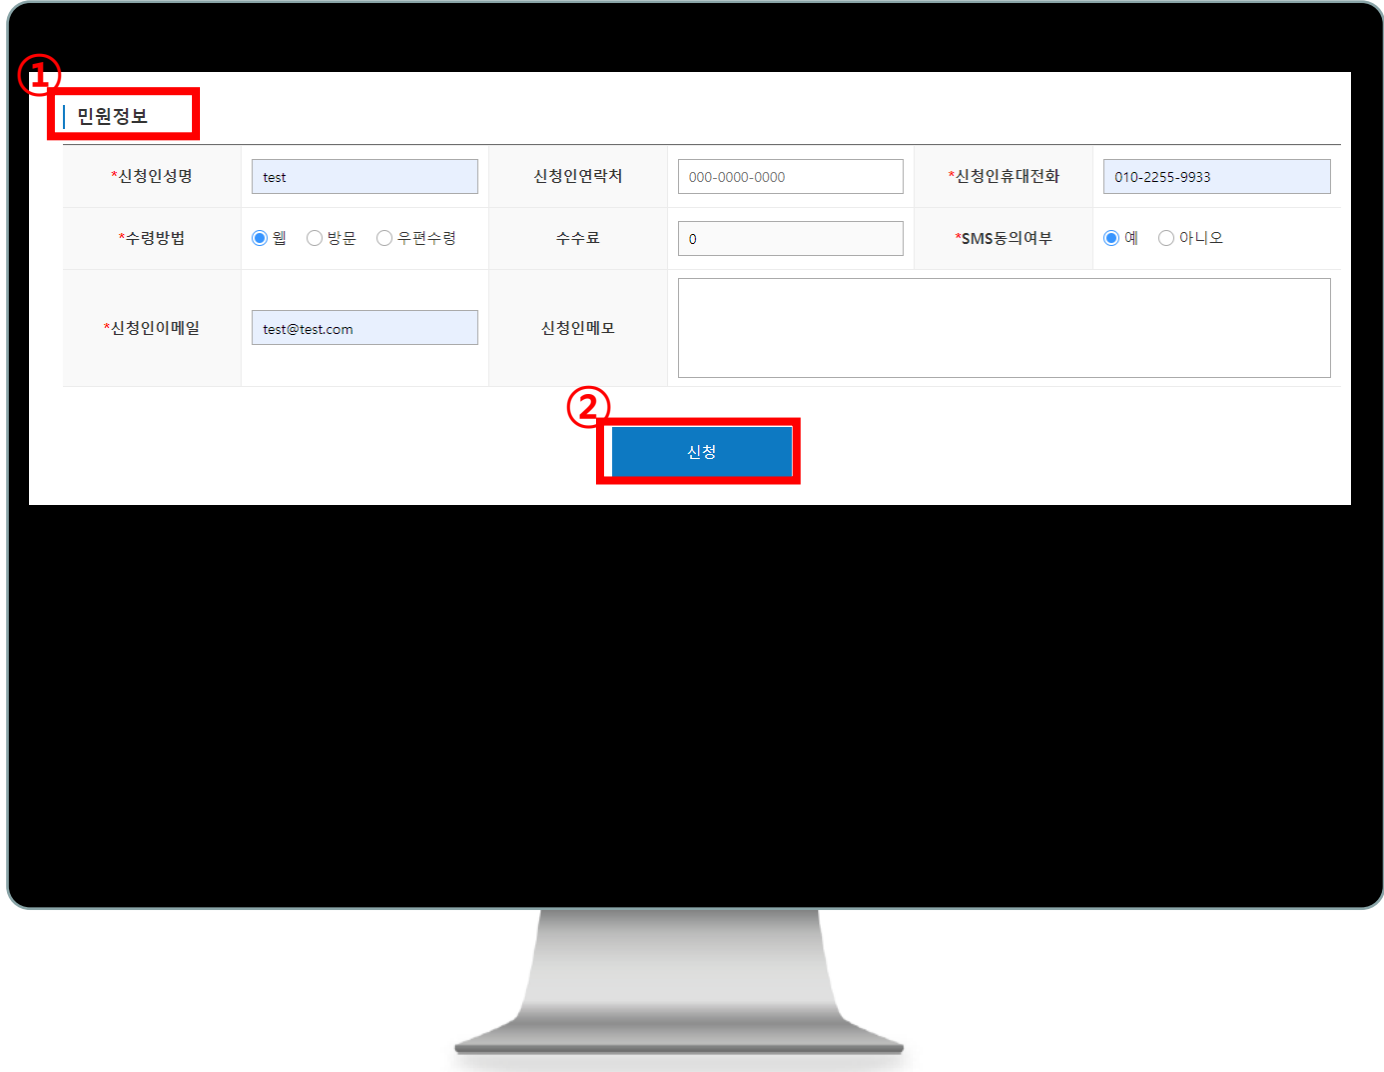 ①
민원정보
*신청인성명 test 신청인연락처 000-0000-0000 *신청인휴대전화 010-2255-9933
*수령방법 웹 방문 우편수령 수수료 0 *SMS동의여부 예 아니오
*신청인이메일 test@test.com 신청인메모
②
신청